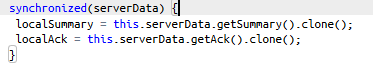 synchronized(serverData) {
localSummary = this.serverData.getSummary().clone();
localAck = this.serverData.getAck().clone();
}